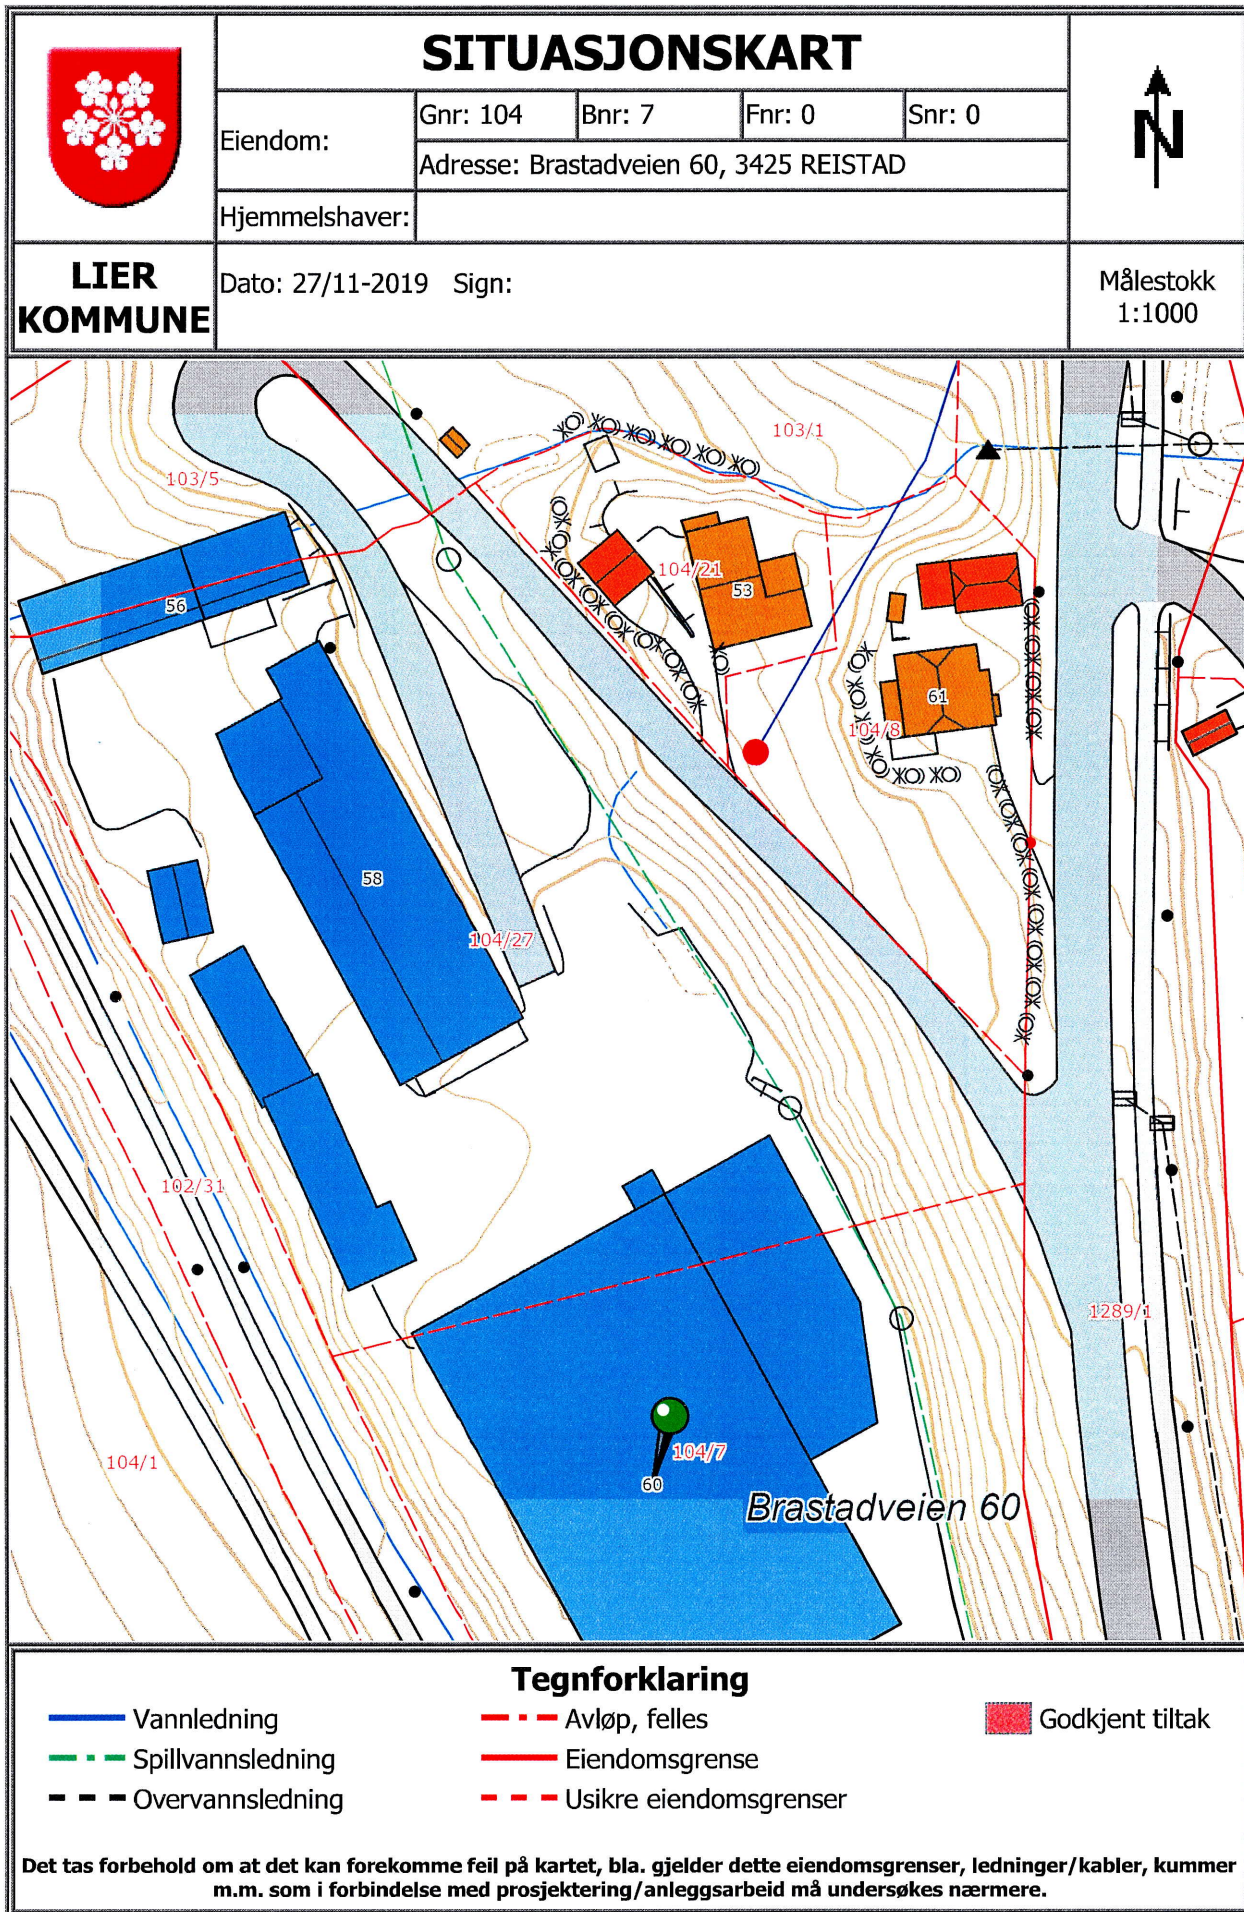 SITUASJONSKART
Eiendom:
Gnr: 104
Bnr: 7
Fnr: 0
Snr: 0
Adresse: Brastadveien 60, 3425 REISTAD
Hjemmelshaver:
N
LIER
KOMMUNE
Dato: 27/11-2019 Sign:
Målestokk
1:1000
103/1
103/5
104/21
53
56
61
104/8
58
104/27
102/31
1289/1
104/1
104/7
60
Brastadveien 60
Tegnforklaring
Vannledning
Spillvannsledning
Overvannsledning
Avløp, felles
Eiendomsgrense
Usikre eiendomsgrenser
Godkjent tiltak
Det tas forbehold om at det kan forekomme feil på kartet, bla. gjelder dette eiendomsgrenser, ledninger/kabler, kummer
m.m. som i forbindelse med prosjektering/anleggsarbeid må undersøkes nærmere.